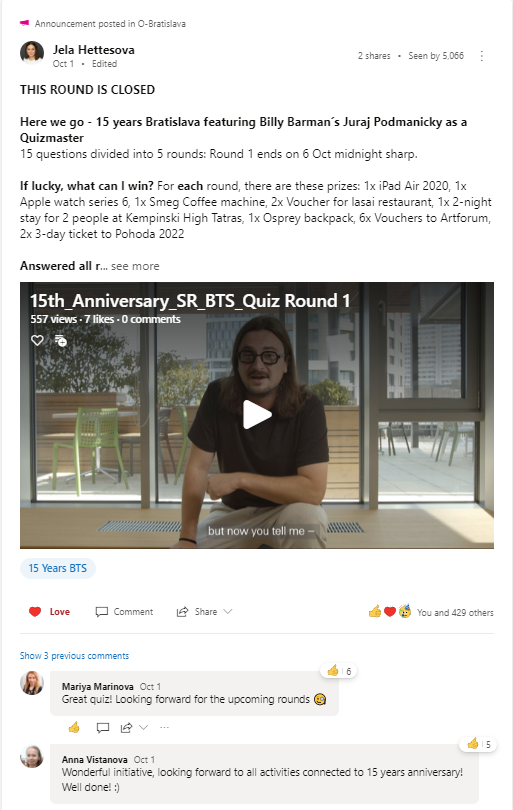 Announcement posted in O-Bratislava
Jela Hettesova
Oct 1 • Edited
2 shares • Seen by 5,066
THIS ROUND IS CLOSED
Here we go - 15 years Bratislava featuring Billy Barman´s Juraj Podmanicky as a
Quizmaster
15 questions divided into 5 rounds: Round 1 ends on 6 Oct midnight sharp.
If lucky, what can I win? For each round, there are these prizes: 1x iPad Air 2020, 1x
Apple watch series 6, 1x Smeg Coffee machine, 2x Voucher for Iasai restaurant, 1x 2-night
stay for 2 people at Kempinski High Tatras, 1x Osprey backpack, 6x Vouchers to Artforum,
2x 3-day ticket to Pohoda 2022
Answered all r... see more
15th_Anniversary_SR_BTS_Quiz Round 1
557 views · 7 likes · 0 comments
but now you tell me –
15 Years BTS
Love
Comment
Share
You and 429 others
Show 3 previous comments
6
Mariya Marinova Oct 1
Great quiz! Looking forward for the upcoming rounds
5
Anna Vistanova Oct 1
Wonderful initiative, looking forward to all activities connected to 15 years anniversary!
Well done! :)